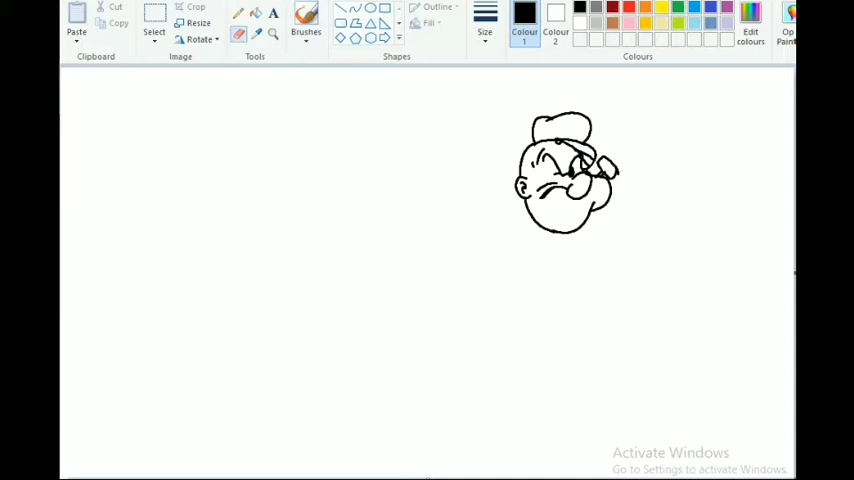 Paste
Cut
Copy
Clipboard
Select
Crop
Resize
Rotate
Image
A
Tools
Brushes
Outline
Fill
Shapes
Size
Colour
1
Colour
2
Edit
colours
Colours
Activate Windows
Go to Settings to activate Windows.